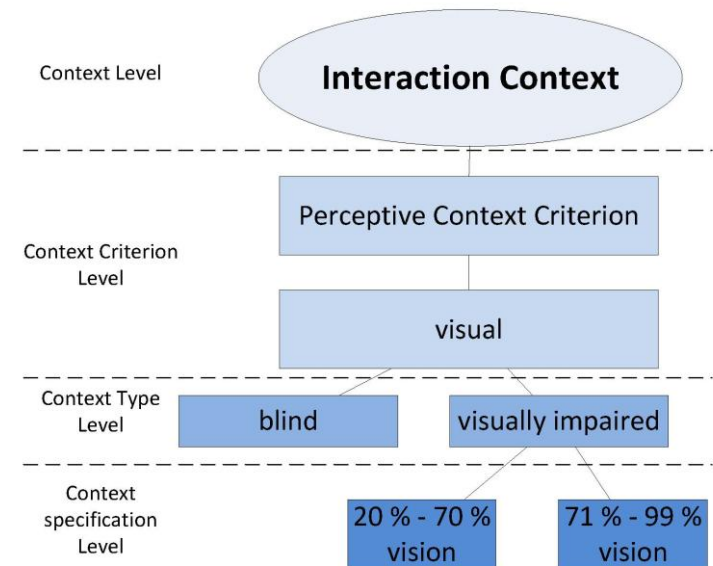 Context Level
Interaction Context
Context Criterion
Level
Perceptive Context Criterion
visual
Context Type
Level
blind
visually impaired
Context
specification
Level
20 % - 70 %
vision
71 % - 99 %
vision